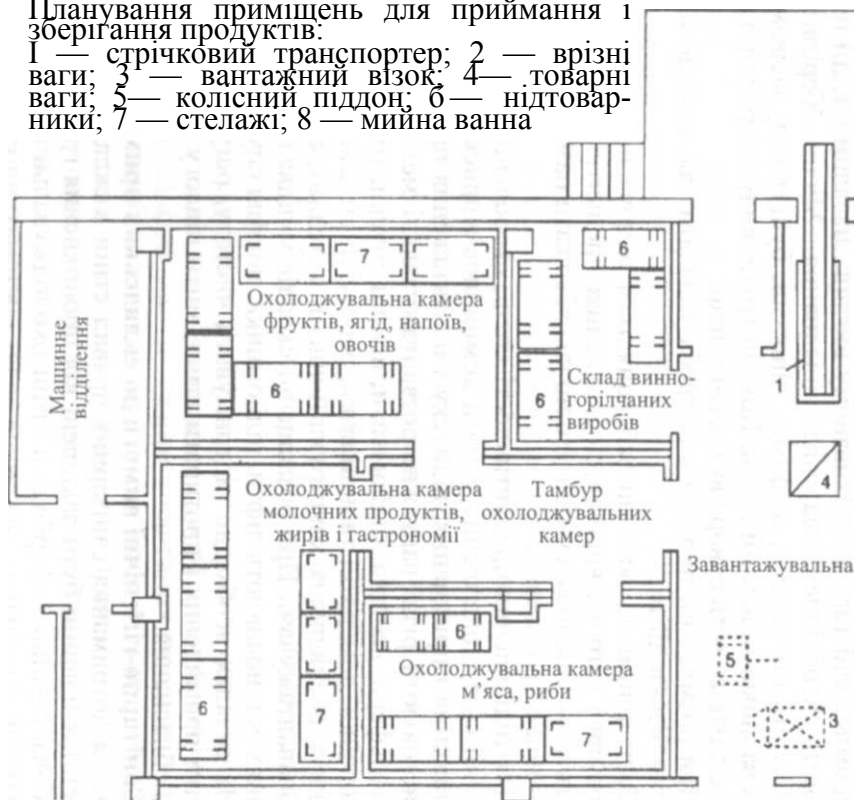 Планування приміщень для приймання і
зберігання продуктів:
І — стрічковий транспортер; 2 — врізні
ваги; 3 — вантажний візок; 4— товарні
ваги; 5— колісний піддон; б — нідтовар-
ники; 7 — стелажі; 8 — мийна ванна
6
7
Охолоджувальна камера
фруктів, ягід, напоїв,
овочів
Машинне
відділення
6
6
Склад винно-
горілчаних
виробів
1
4
Охолоджувальна камера
молочних продуктів,
жирів і гастрономії
Тамбур
охолоджувальних
камер
Завантажувальна
6
5
Охолоджувальна камера
м’яса, риби
6
7
7
3